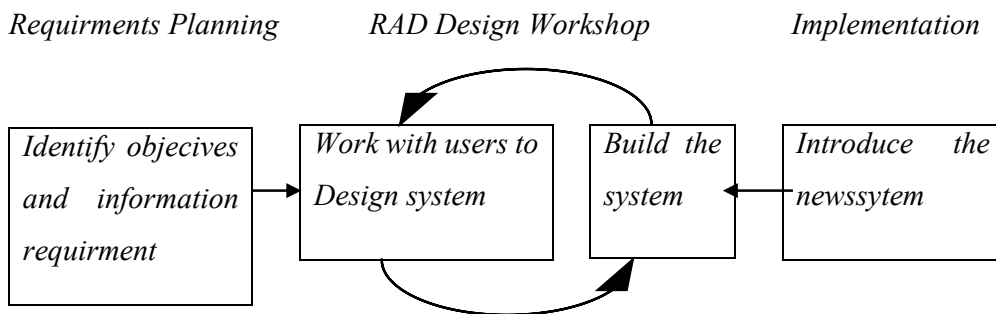 Requirments Planning
RAD Design Workshop
Implementation
Identify objecives
and information
requirment
Work with users to
Design system
Build the
system
Introduce the
newssytem